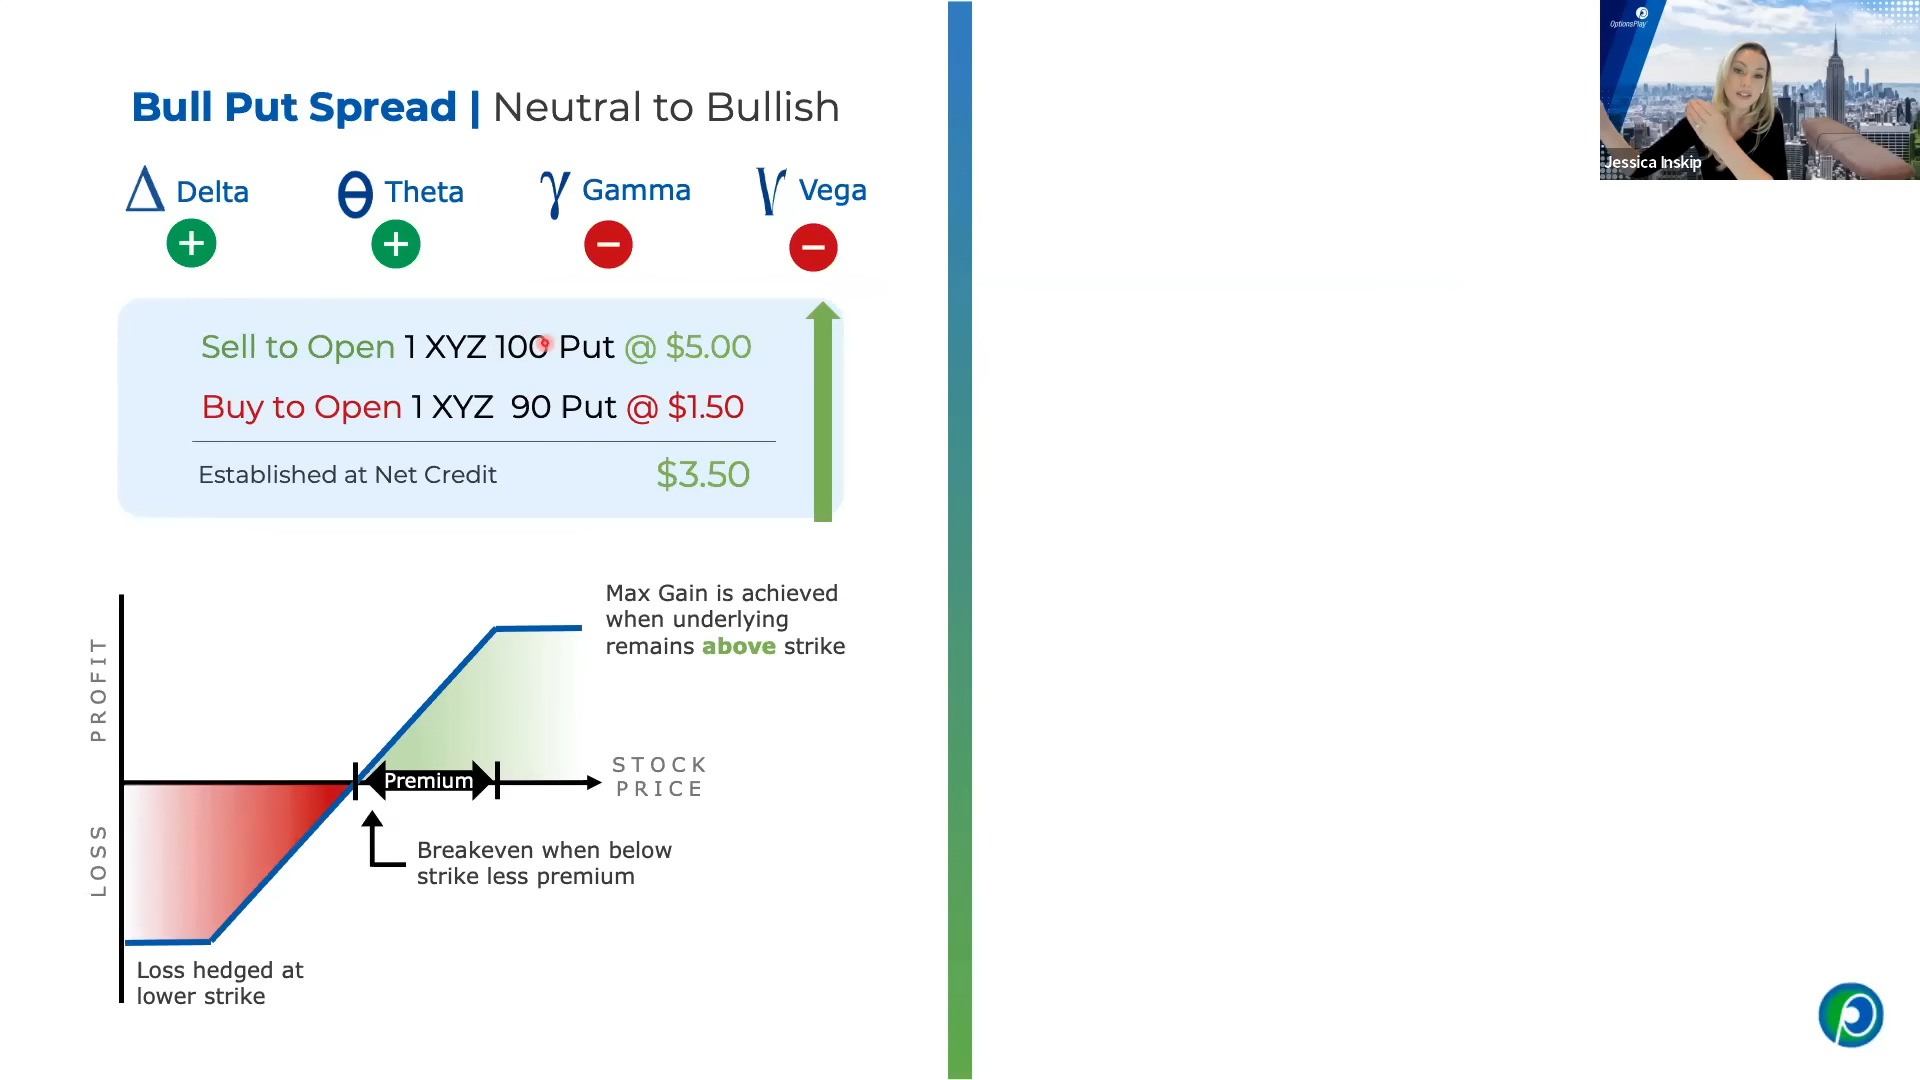 Bull Put Spread | Neutral to Bullish
Δ Delta θ Theta γ Gamma V Vega
+ + − −
Sell to Open 1 XYZ 100 Put @ $5.00
Buy to Open 1 XYZ 90 Put @ $1.50
Established at Net Credit $3.50
PROFIT
LOSS
Max Gain is achieved
when underlying
remains above strike
Premium
STOCK
PRICE
Breakeven when below
strike less premium
Loss hedged at
lower strike
OptionsPlay
Jessica Inskip